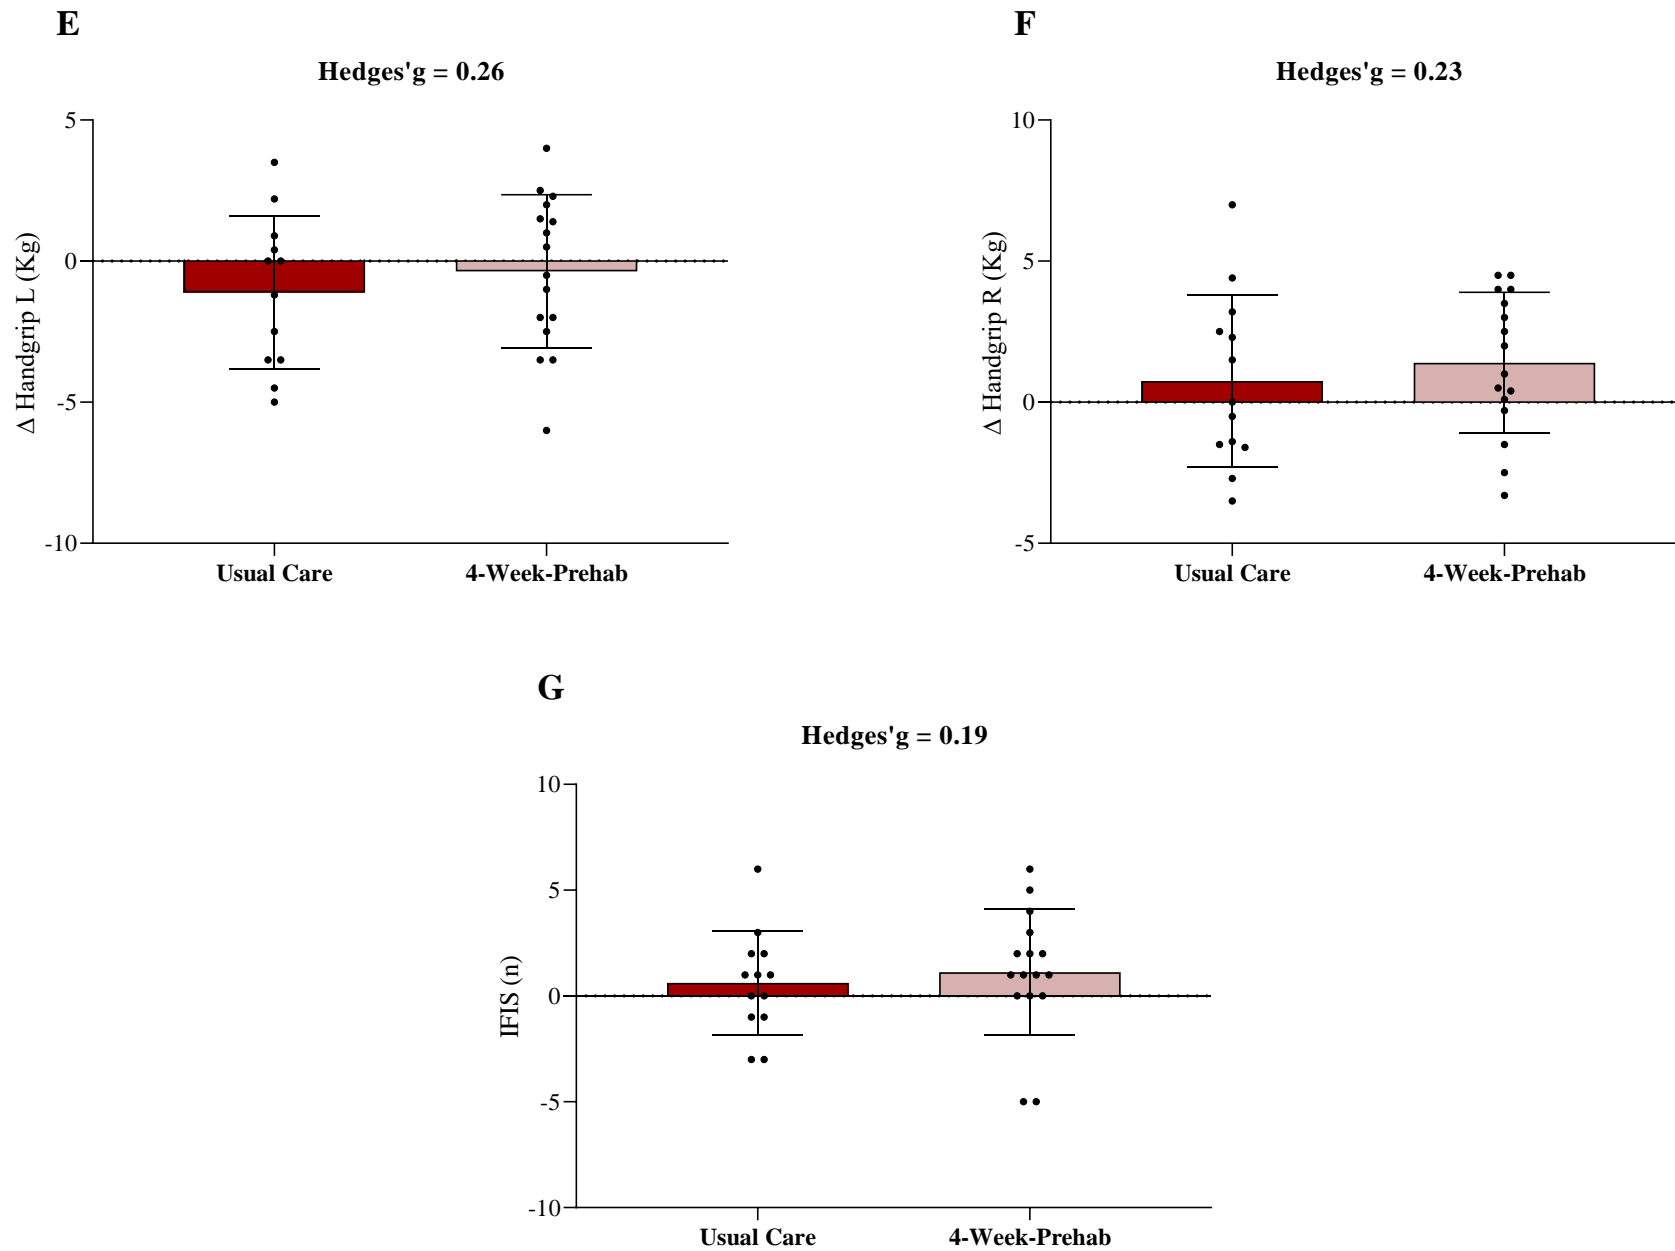 E
Hedges'g = 0.26
Δ Handgrip L (Kg)
5
0
-5
-10
Usual Care
4-Week-Prehab
F
Hedges'g = 0.23
Δ Handgrip R (Kg)
10
5
0
-5
Usual Care
4-Week-Prehab
G
Hedges'g = 0.19
IFIS (n)
10
5
0
-5
-10
Usual Care
4-Week-Prehab